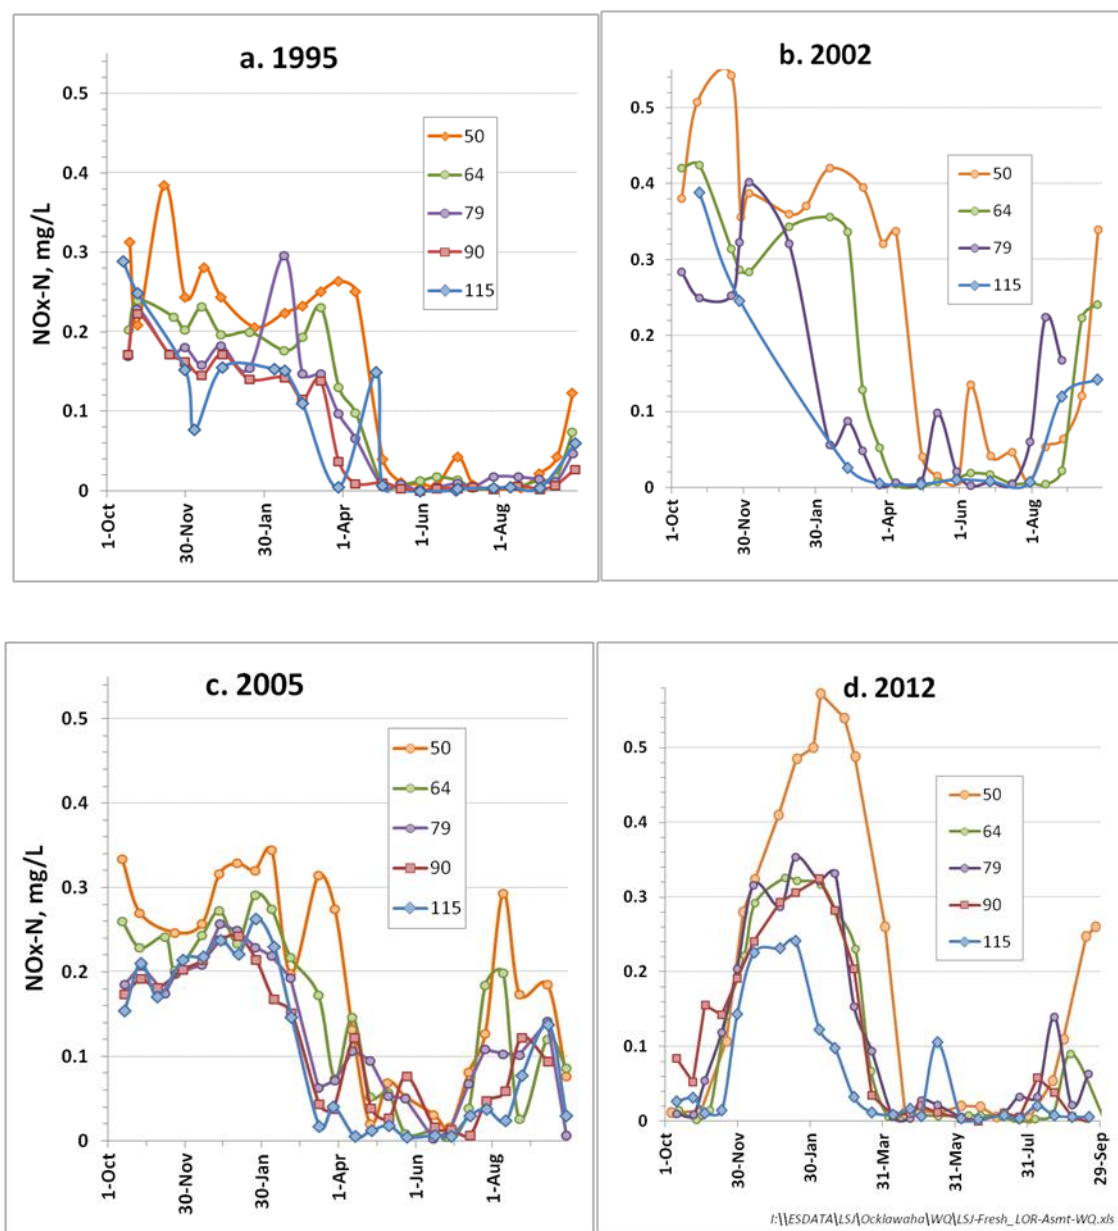 a. 1995
NOx-N, mg/L
0.5
0.4
0.3
0.2
0.1
0
50
64
79
90
115
1-Oct
30-Nov
30-Jan
1-Apr
1-Jun
1-Aug
b. 2002
0.5
0.4
0.3
0.2
0.1
0
50
64
79
115
1-Oct
30-Nov
30-Jan
1-Apr
1-Jun
1-Aug
c. 2005
NOx-N, mg/L
0.5
0.4
0.3
0.2
0.1
0
50
64
79
90
115
1-Oct
30-Nov
30-Jan
1-Apr
1-Jun
1-Aug
d. 2012
0.5
0.4
0.3
0.2
0.1
0
50
64
79
90
115
1-Oct
30-Nov
30-Jan
31-Mar
31-May
31-Jul
29-Sep
I:\\ESDATA\LSJ\Ocklawaha\WQ\LSJ-Fresh_LOR-Asmt-WQ.xls